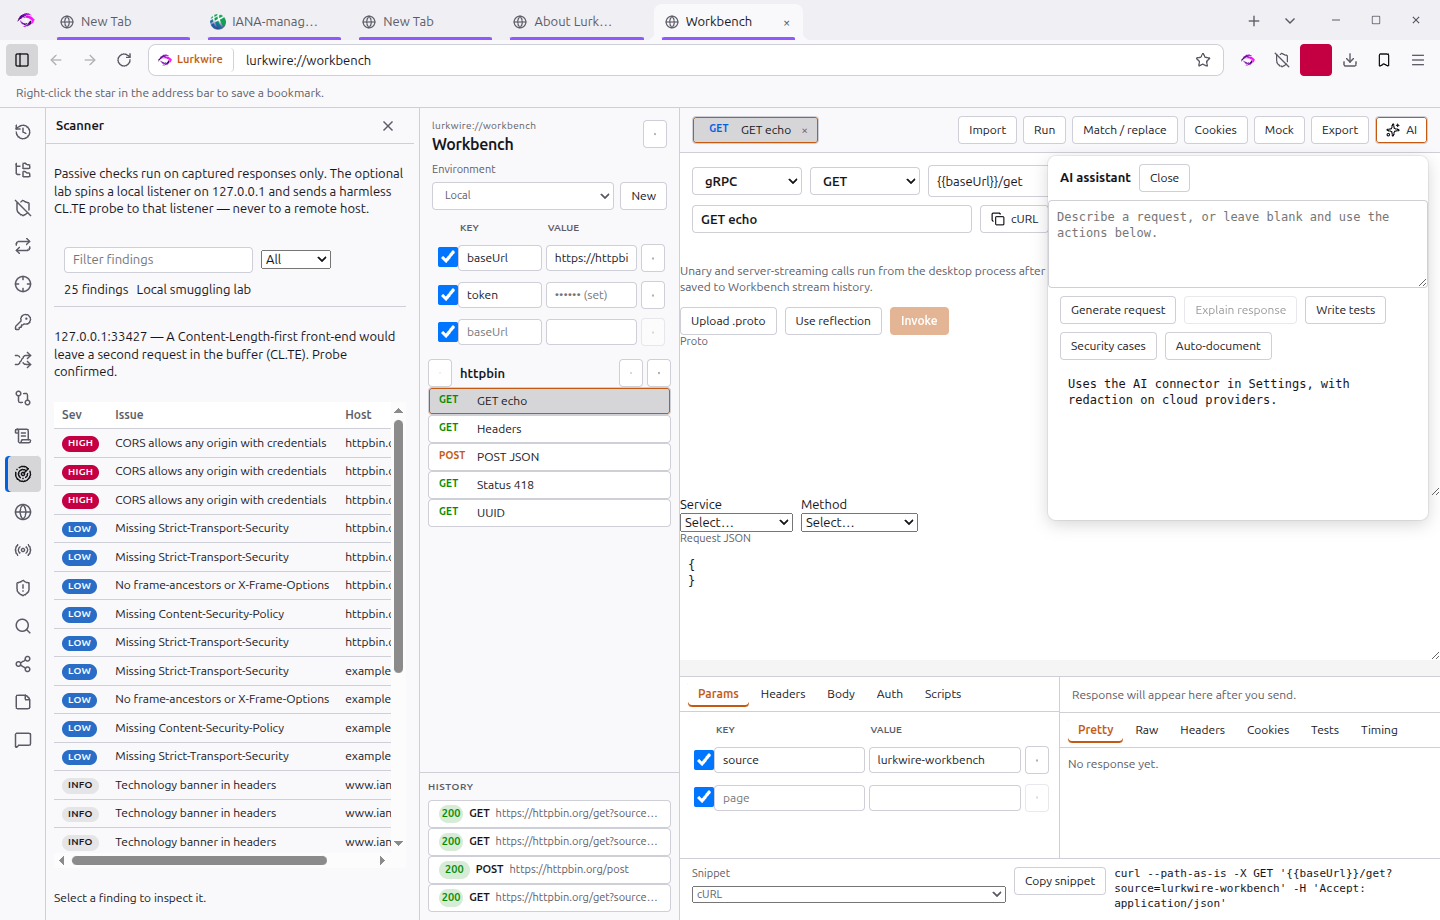 New Tab
IANA-manag...
New Tab
About Lurk...
Workbench
Lurkwire
lurkwire://workbench
Right-click the star in the address bar to save a bookmark.
Scanner
Passive checks run on captured responses only. The optional
lab spins a local listener on 127.0.0.1 and sends a harmless
CL.TE probe to that listener — never to a remote host.
Filter findings
All
25 findings Local smuggling lab
127.0.0.1:33427 — A Content-Length-first front-end would
leave a second request in the buffer (CL.TE). Probe
confirmed.
Sev Issue Host
HIGH CORS allows any origin with credentials httpbin.
HIGH CORS allows any origin with credentials httpbin.
HIGH CORS allows any origin with credentials httpbin.
LOW Missing Strict-Transport-Security httpbin.
LOW Missing Strict-Transport-Security httpbin.
LOW No frame-ancestors or X-Frame-Options httpbin.
LOW Missing Content-Security-Policy httpbin.
LOW Missing Strict-Transport-Security httpbin.
LOW Missing Strict-Transport-Security example
LOW No frame-ancestors or X-Frame-Options example
LOW Missing Content-Security-Policy example
LOW Missing Strict-Transport-Security example
INFO Technology banner in headers www.ian
INFO Technology banner in headers www.ian
INFO Technology banner in headers www.ian
Select a finding to inspect it.
lurkwire://workbench
Workbench
Environment
Local
New
KEY VALUE
baseUrl https://httpbi
token •••••• (set)
baseUrl
httpbin
GET GET echo
GET Headers
POST POST JSON
GET Status 418
GET UUID
HISTORY
200 GET https://httpbin.org/get?source...
200 GET https://httpbin.org/get?source...
200 POST https://httpbin.org/post
200 GET https://httpbin.org/get?source...
GET GET echo ×
Import
Run
Match / replace
Cookies
Mock
Export
AI
gRPC
GET
{{baseUrl}}/get
GET echo
cURL
Unary and server-streaming calls run from the desktop process after
saved to Workbench stream history.
Upload .proto
Use reflection
Invoke
Proto
Service Method
Select... Select...
Request JSON
{
}
AI assistant
Close
Describe a request, or leave blank and use the
actions below.
Generate request
Explain response
Write tests
Security cases
Auto-document
Uses the AI connector in Settings, with
redaction on cloud providers.
Params Headers Body Auth Scripts
KEY VALUE
source lurkwire-workbench
page
Response will appear here after you send.
Pretty Raw Headers Cookies Tests Timing
No response yet.
Snippet
cURL
Copy snippet
curl --path-as-is -X GET '{{baseUrl}}/get?
source=lurkwire-workbench' -H 'Accept:
application/json'